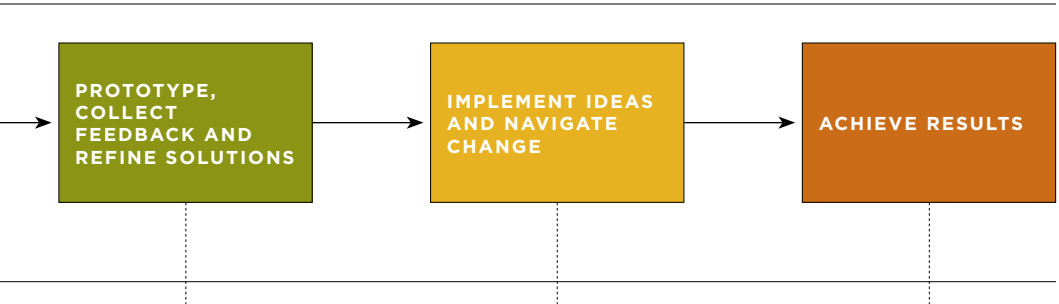 PROTOTYPE,
COLLECT
FEEDBACK AND
REFINE SOLUTIONS
IMPLEMENT IDEAS
AND NAVIGATE
CHANGE
ACHIEVE RESULTS